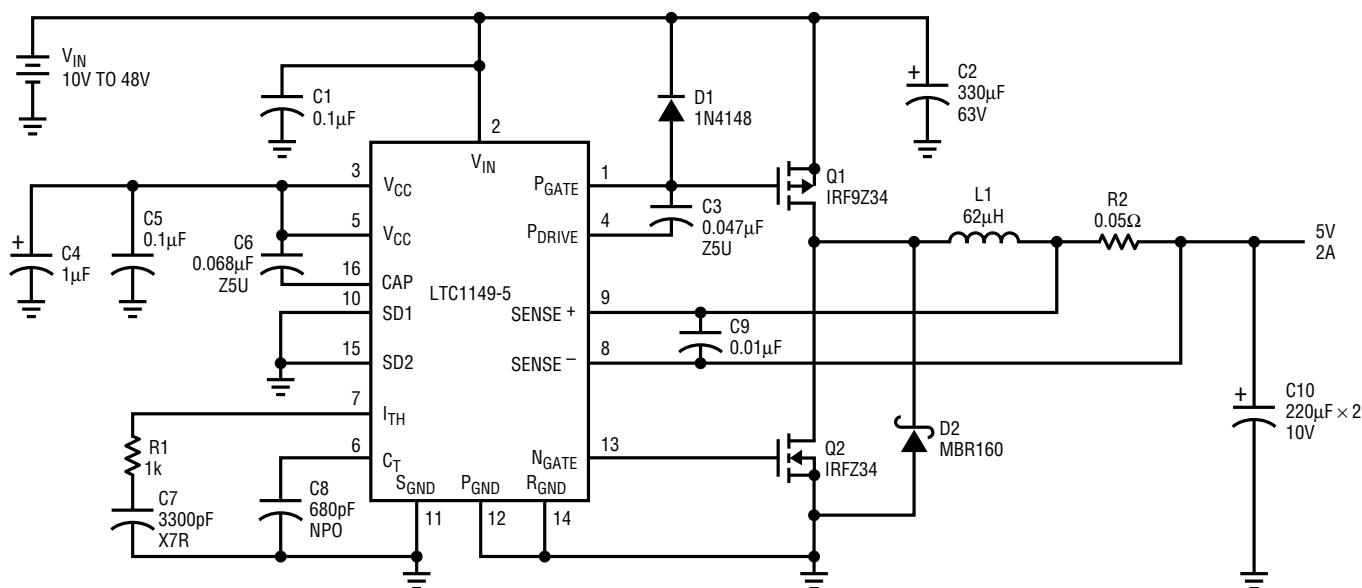 VIN
10V TO 48V
C1
0.1µF
2
VIN
D1
1N4148
+
C2
330µF
63V
3
VCC
PGATE
1
Q1
IRF9Z34
5
VCC
PDRIVE
4
C3
0.047µF
Z5U
+
C4
1µF
C5
0.1µF
C6
0.068µF
Z5U
16
CAP
LTC1149-5
L1
62µH
R2
0.05Ω
5V
2A
10
SD1
SENSE +
9
15
SD2
SENSE –
8
C9
0.01µF
7
ITH
R1
1k
6
CT
NGATE
13
Q2
IRFZ34
D2
MBR160
+
C10
220µF × 2
10V
C7
3300pF
X7R
C8
680pF
NPO
SGND
PGND
RGND
11
12
14